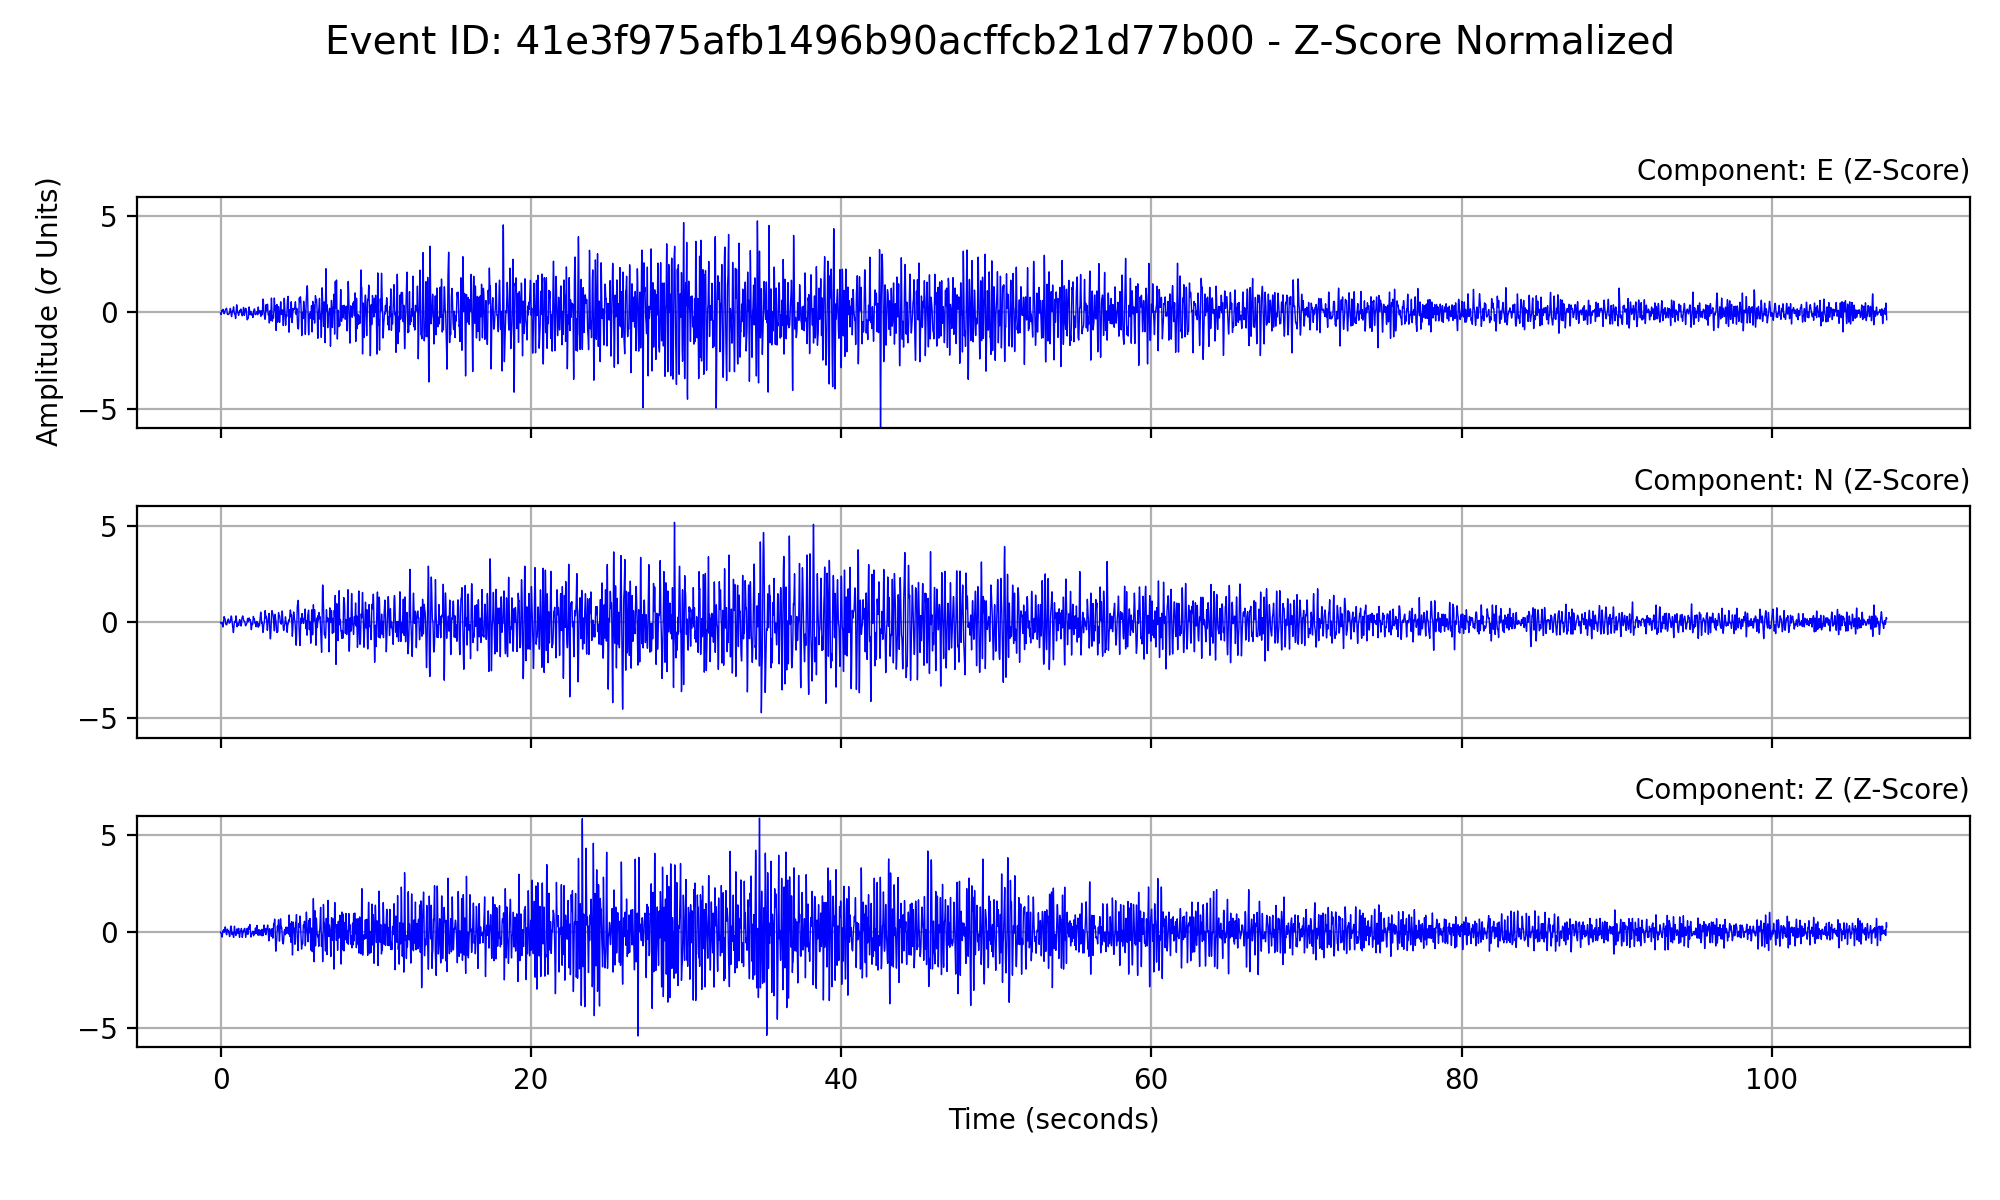 Event ID: 41e3f975afb1496b90acffcb21d77b00 - Z-Score Normalized
Component: E (Z-Score)
Amplitude (σ Units)
5
0
−5
Component: N (Z-Score)
5
0
−5
Component: Z (Z-Score)
5
0
−5
0 20 40 60 80 100
Time (seconds)